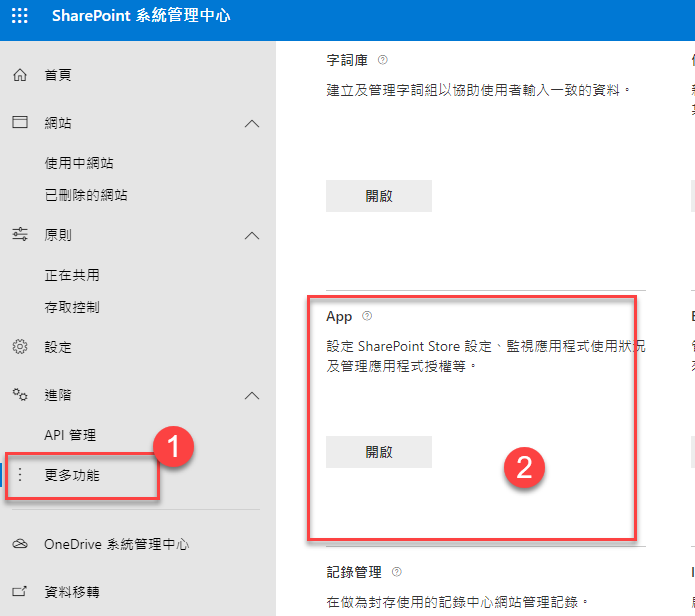 SharePoint 系統管理中心
首頁
網站
使用中網站
已刪除的網站
原則
正在共用
存取控制
設定
進階
API 管理
更多功能
1
OneDrive 系統管理中心
資料移轉
字詞庫
建立及管理字詞組以協助使用者輸入一致的資料。
開啟
App
設定 SharePoint Store 設定、監視應用程式使用狀況
及管理應用程式授權等。
開啟
2
記錄管理
在做為封存使用的記錄中心網站管理記錄。